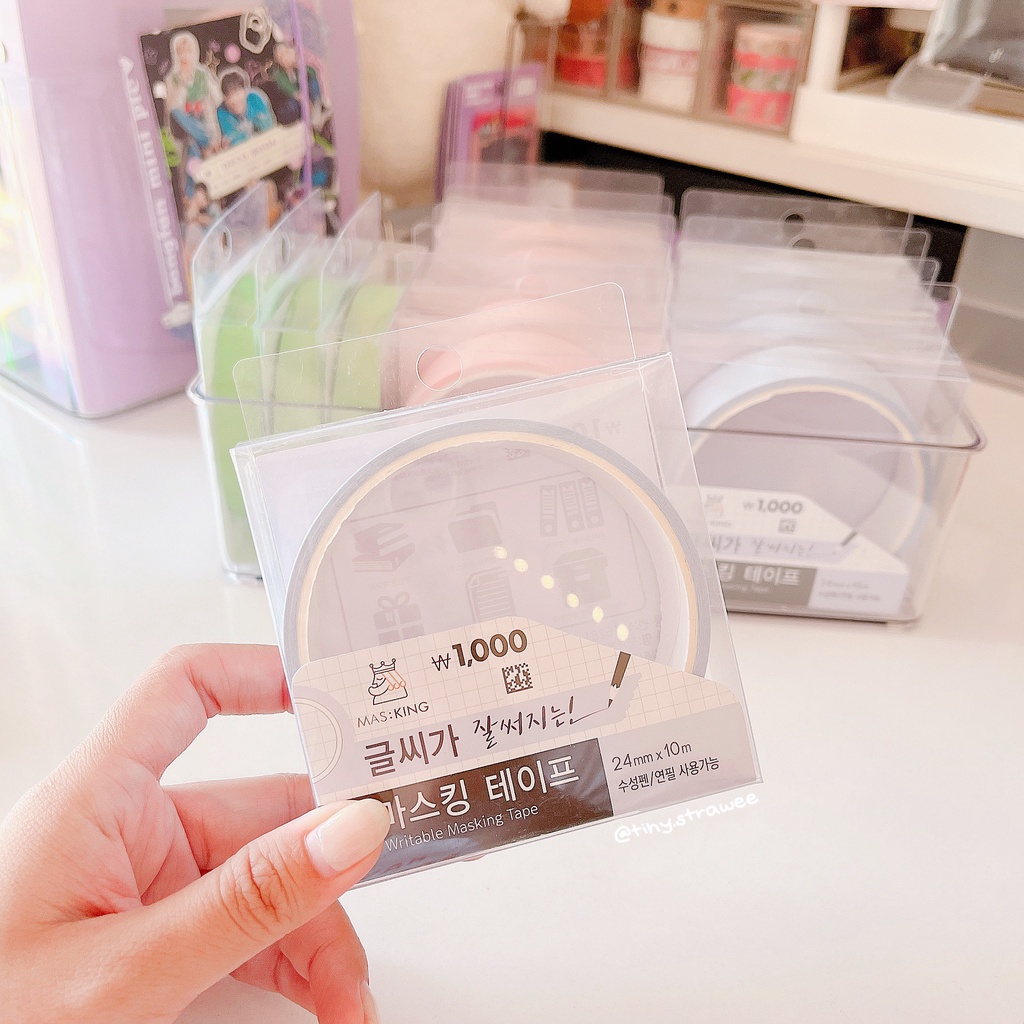 ₩1,000
MAS:KING
글씨가 잘써지는!
마스킹 테이프
Writable Masking Tape
24mm x 10m
수성펜/연필 사용가능
@tiny.strawee
₩1,000
잘써지는!
킹 테이프